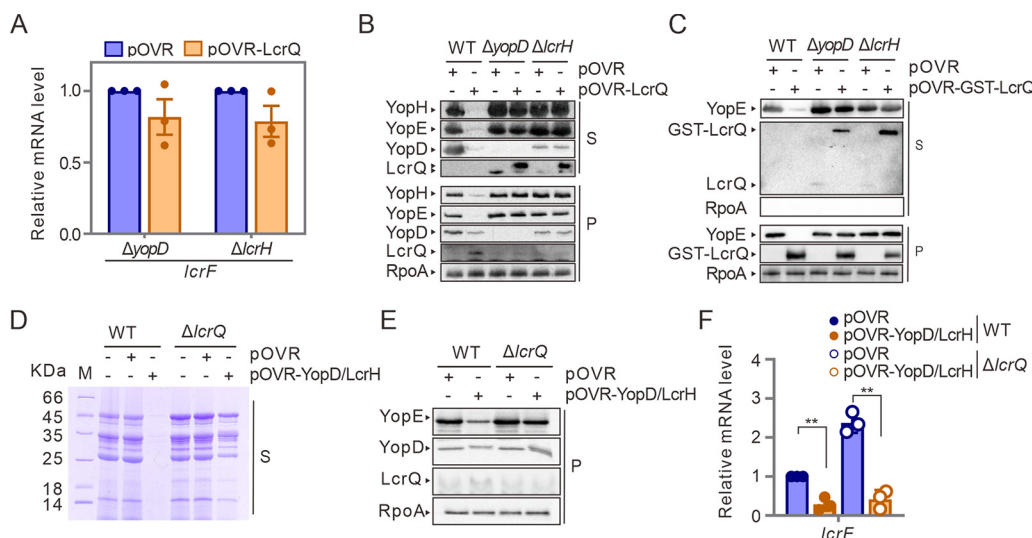 A
pOVR pOVR-LcrQ
Relative mRNA level
1.0
0.5
0.0
ΔyopD ΔlcrH
lcrF
B
WT ΔyopD ΔlcrH
+ - + - + - pOVR
- + - + - + pOVR-LcrQ
YopH
YopE
YopD
LcrQ
S
YopH
YopE
YopD
LcrQ
RpoA
P
C
WT ΔyopD ΔlcrH
+ - + - + - pOVR
- + - + - + pOVR-GST-LcrQ
YopE
GST-LcrQ
LcrQ
RpoA
S
YopE
GST-LcrQ
RpoA
P
D
WT ΔlcrQ
- + - - + - pOVR
KDa M - - + - - + pOVR-YopD/LcrH
66
45
35
25
18
14
S
E
WT ΔlcrQ
+ - + - pOVR
- + - + pOVR-YopD/LcrH
YopE
YopD
LcrQ
RpoA
P
F
pOVR
pOVR-YopD/LcrH
WT
pOVR
pOVR-YopD/LcrH
ΔlcrQ
Relative mRNA level
4
3
2
1
0
**
**
lcrF